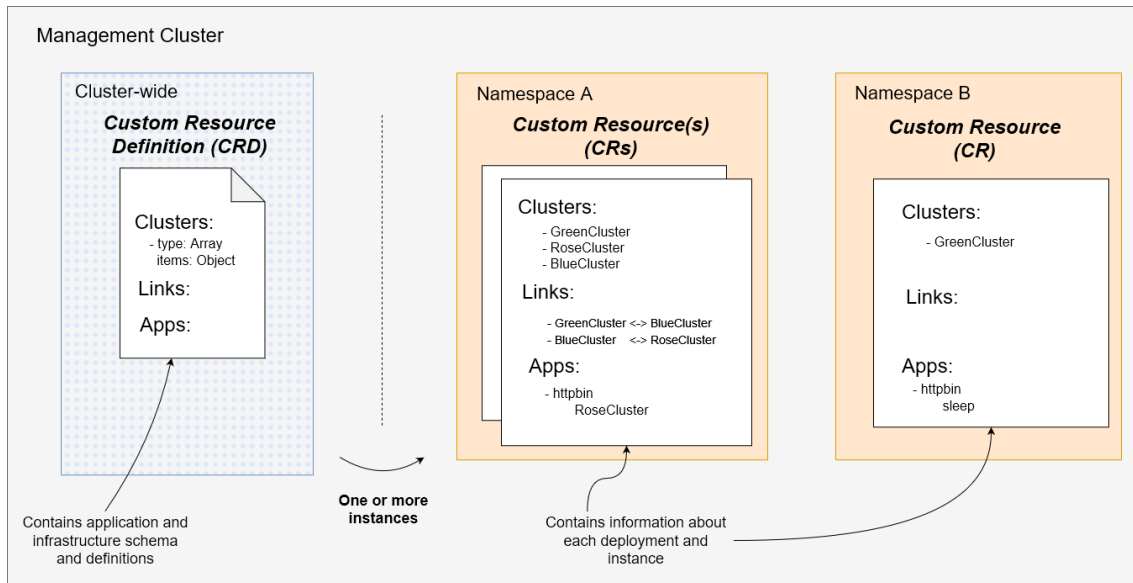 Management Cluster
Cluster-wide
Custom Resource
Definition (CRD)
Clusters:
- type: Array
items: Object
Links:
Apps:
Contains application and
infrastructure schema
and definitions
One or more
instances
Namespace A
Custom Resource(s)
(CRs)
Clusters:
- GreenCluster
- RoseCluster
- BlueCluster
Links:
- GreenCluster <-> BlueCluster
- BlueCluster <-> RoseCluster
Apps:
- httpbin
RoseCluster
Contains information about
each deployment and
instance
Namespace B
Custom Resource
(CR)
Clusters:
- GreenCluster
Links:
Apps:
- httpbin
sleep